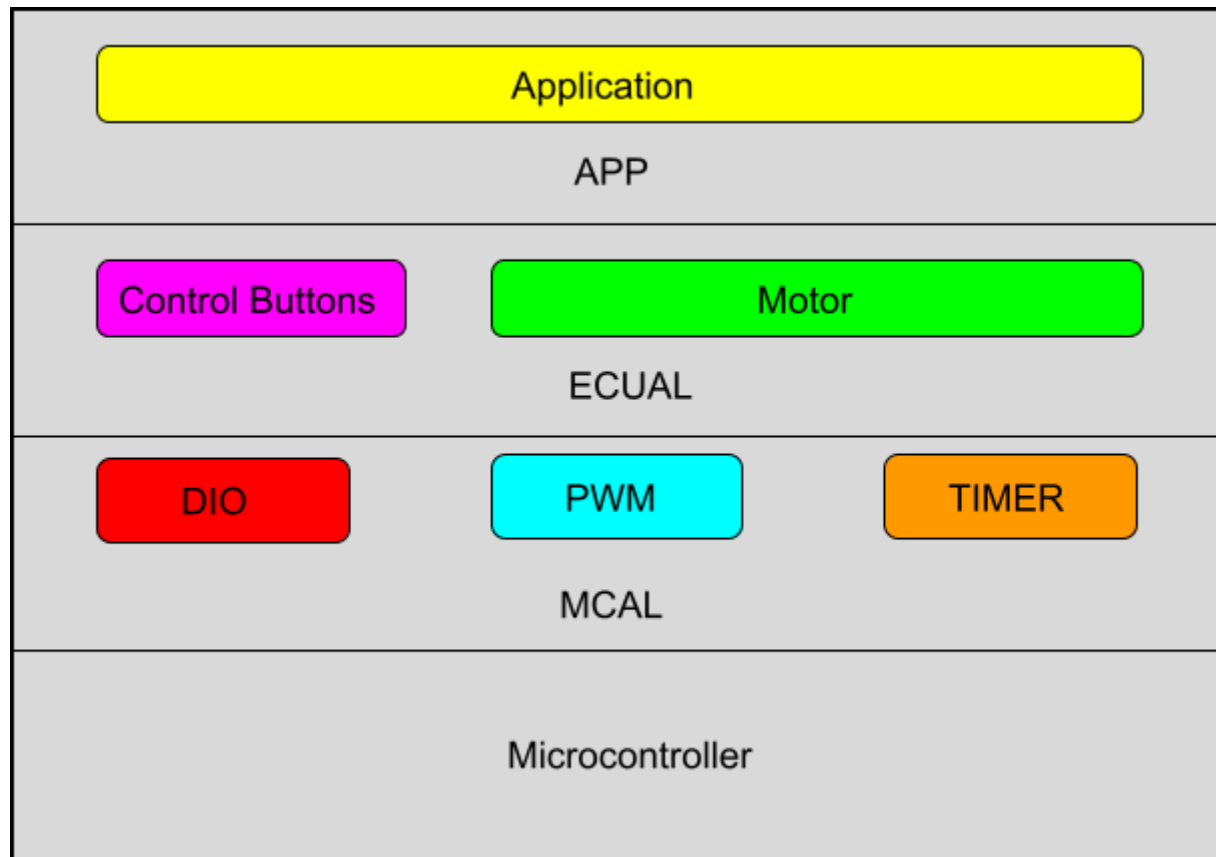 Application
APP
Control Buttons
Motor
ECUAL
DIO
PWM
TIMER
MCAL
Microcontroller